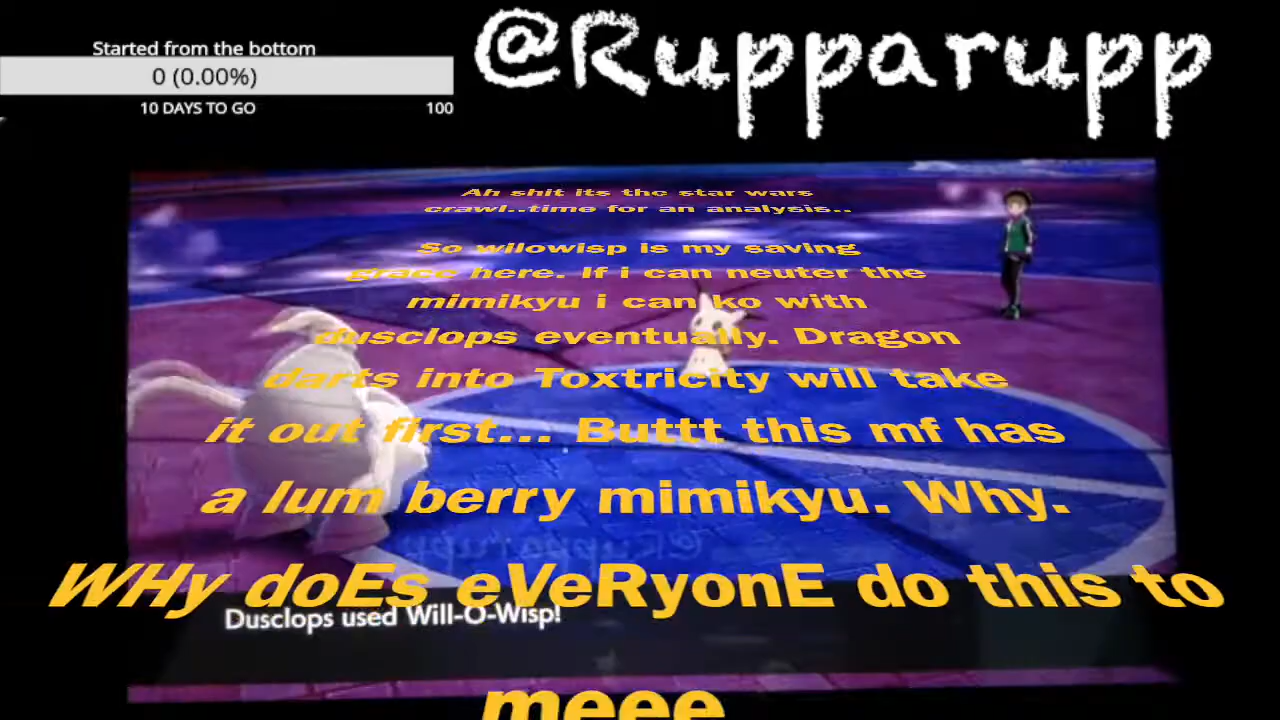 Started from the bottom
0 (0.00%)
10 DAYS TO GO 100
@Rupparupp
Ah shit its the star wars
crawl..time for an analysis..
So wilowisp is my saving
grace here. If i can neuter the
mimikyu i can ko with
dusclops eventually. Dragon
darts into Toxtricity will take
it out first... Buttt this mf has
a lum berry mimikyu. Why.
WHy doEs eVeRyonE do this to
meee
@Rupparupp
Dusclops used Will-O-Wisp!